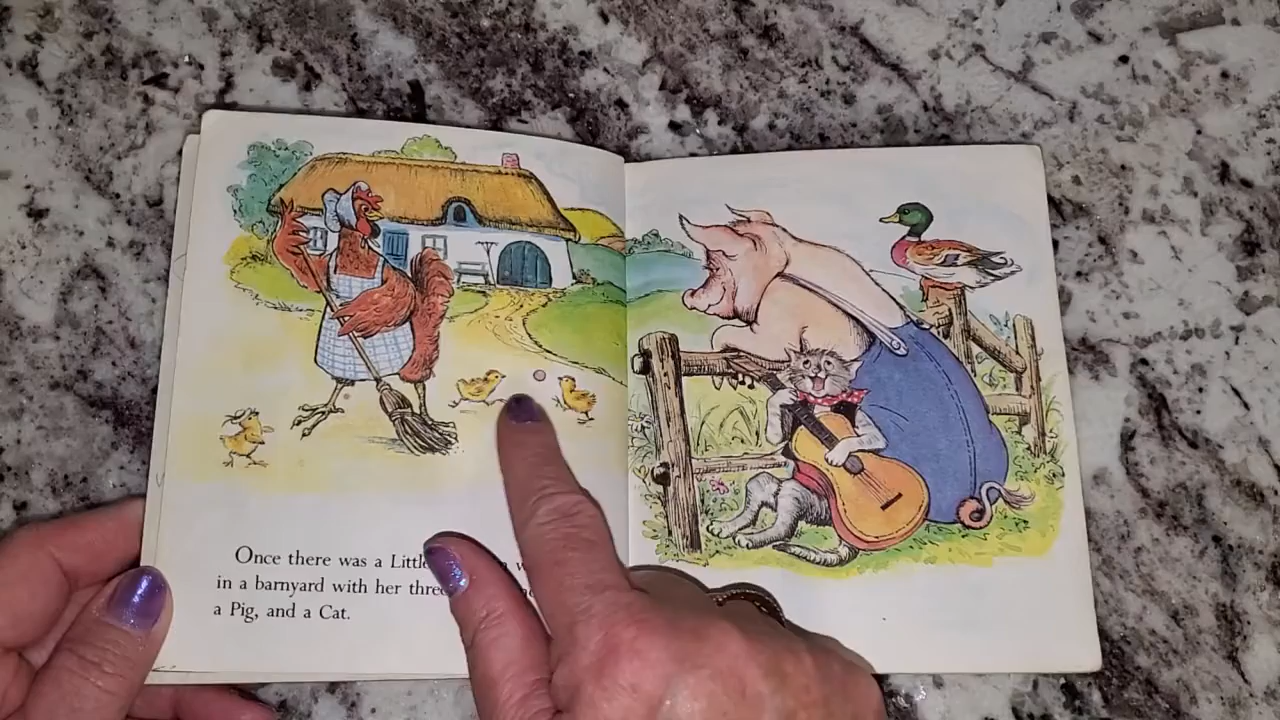 Once there was a Little
in a barnyard with her three
a Pig, and a Cat.